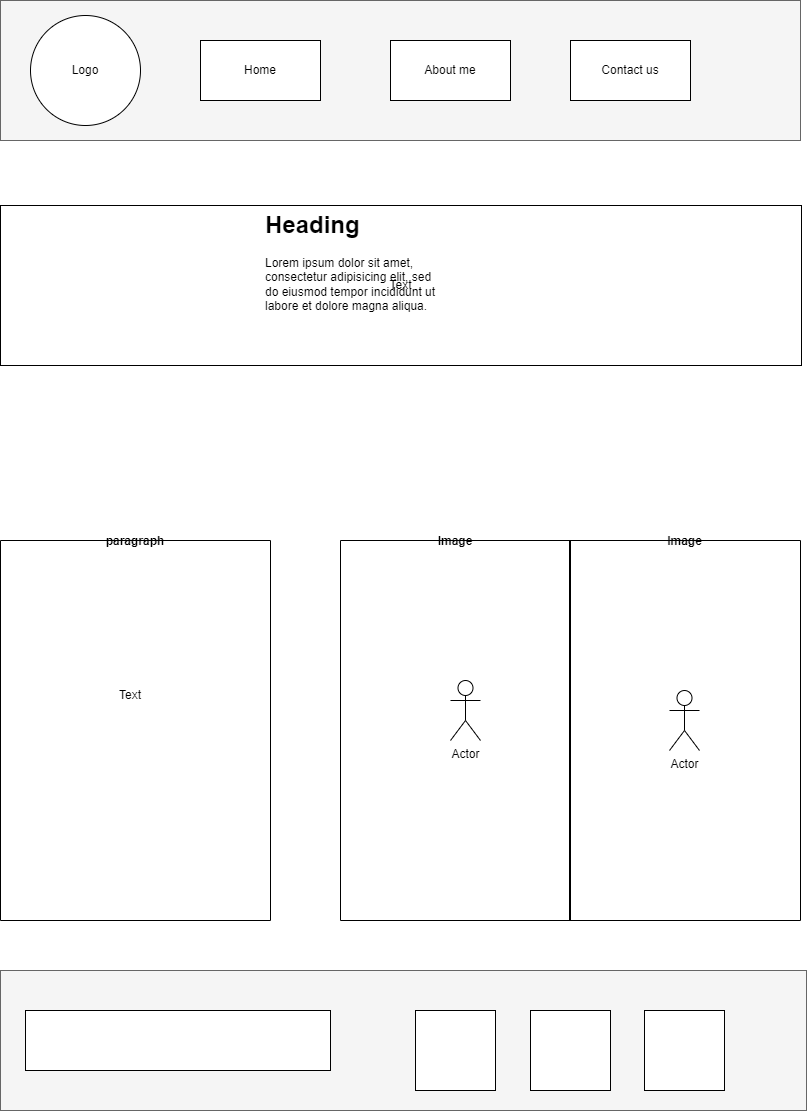 Logo
Home
About me
Contact us
Heading
Lorem ipsum dolor sit amet,
consectetur adipisicing elit, sed
do eiusmod tempor incididunt ut
labore et dolore magna aliqua.
Text
paragraph
Image
Image
Text
Actor
Actor